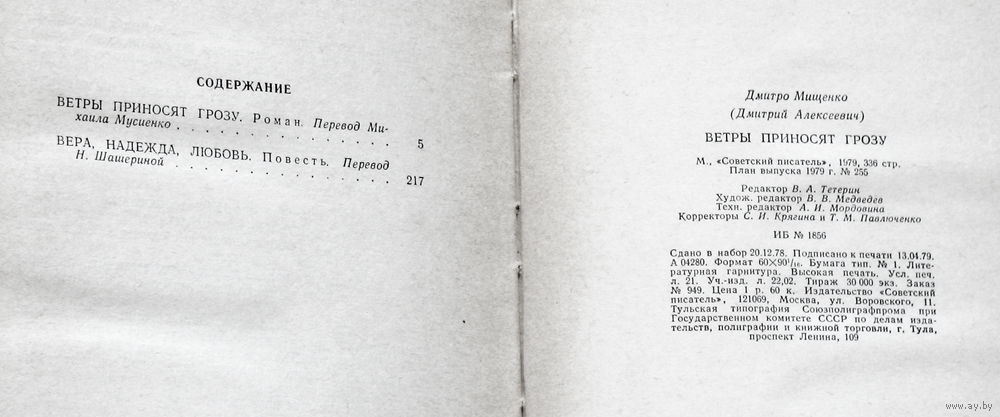 СОДЕРЖАНИЕ
ВЕТРЫ ПРИНОСЯТ ГРОЗУ. Роман. Перевод Ми-
хаила Мусиенко . . . . . . . . . . . . . 5
ВЕРА, НАДЕЖДА, ЛЮБОВЬ. Повесть. Перевод
Н. Шашериной . . . . . . . . . . . . . 217
Дмитро Мищенко
(Дмитрий Алексеевич)
ВЕТРЫ ПРИНОСЯТ ГРОЗУ
М., «Советский писатель», 1979, 336 стр.
План выпуска 1979 г. № 255
Редактор В. А. Тетерин
Худож. редактор В. В. Медведев
Техн. редактор А. И. Мордовина
Корректоры С. И. Крягина и Т. М. Павлюченко
ИБ № 1856
Сдано в набор 20.12.78. Подписано к печати 13.04.79.
А 04280. Формат 60×90¹/₁₆. Бумага тип. № 1. Лите-
ратурная гарнитура. Высокая печать. Усл. печ.
л. 21. Уч.-изд. л. 22,02. Тираж 30 000 экз. Заказ
№ 949. Цена 1 р. 60 к. Издательство «Советский
писатель», 121069, Москва, ул. Воровского, 11.
Тульская типография Союзполиграфпрома при
Государственном комитете СССР по делам изда-
тельств, полиграфии и книжной торговли, г. Тула,
проспект Ленина, 109
www.ay.by